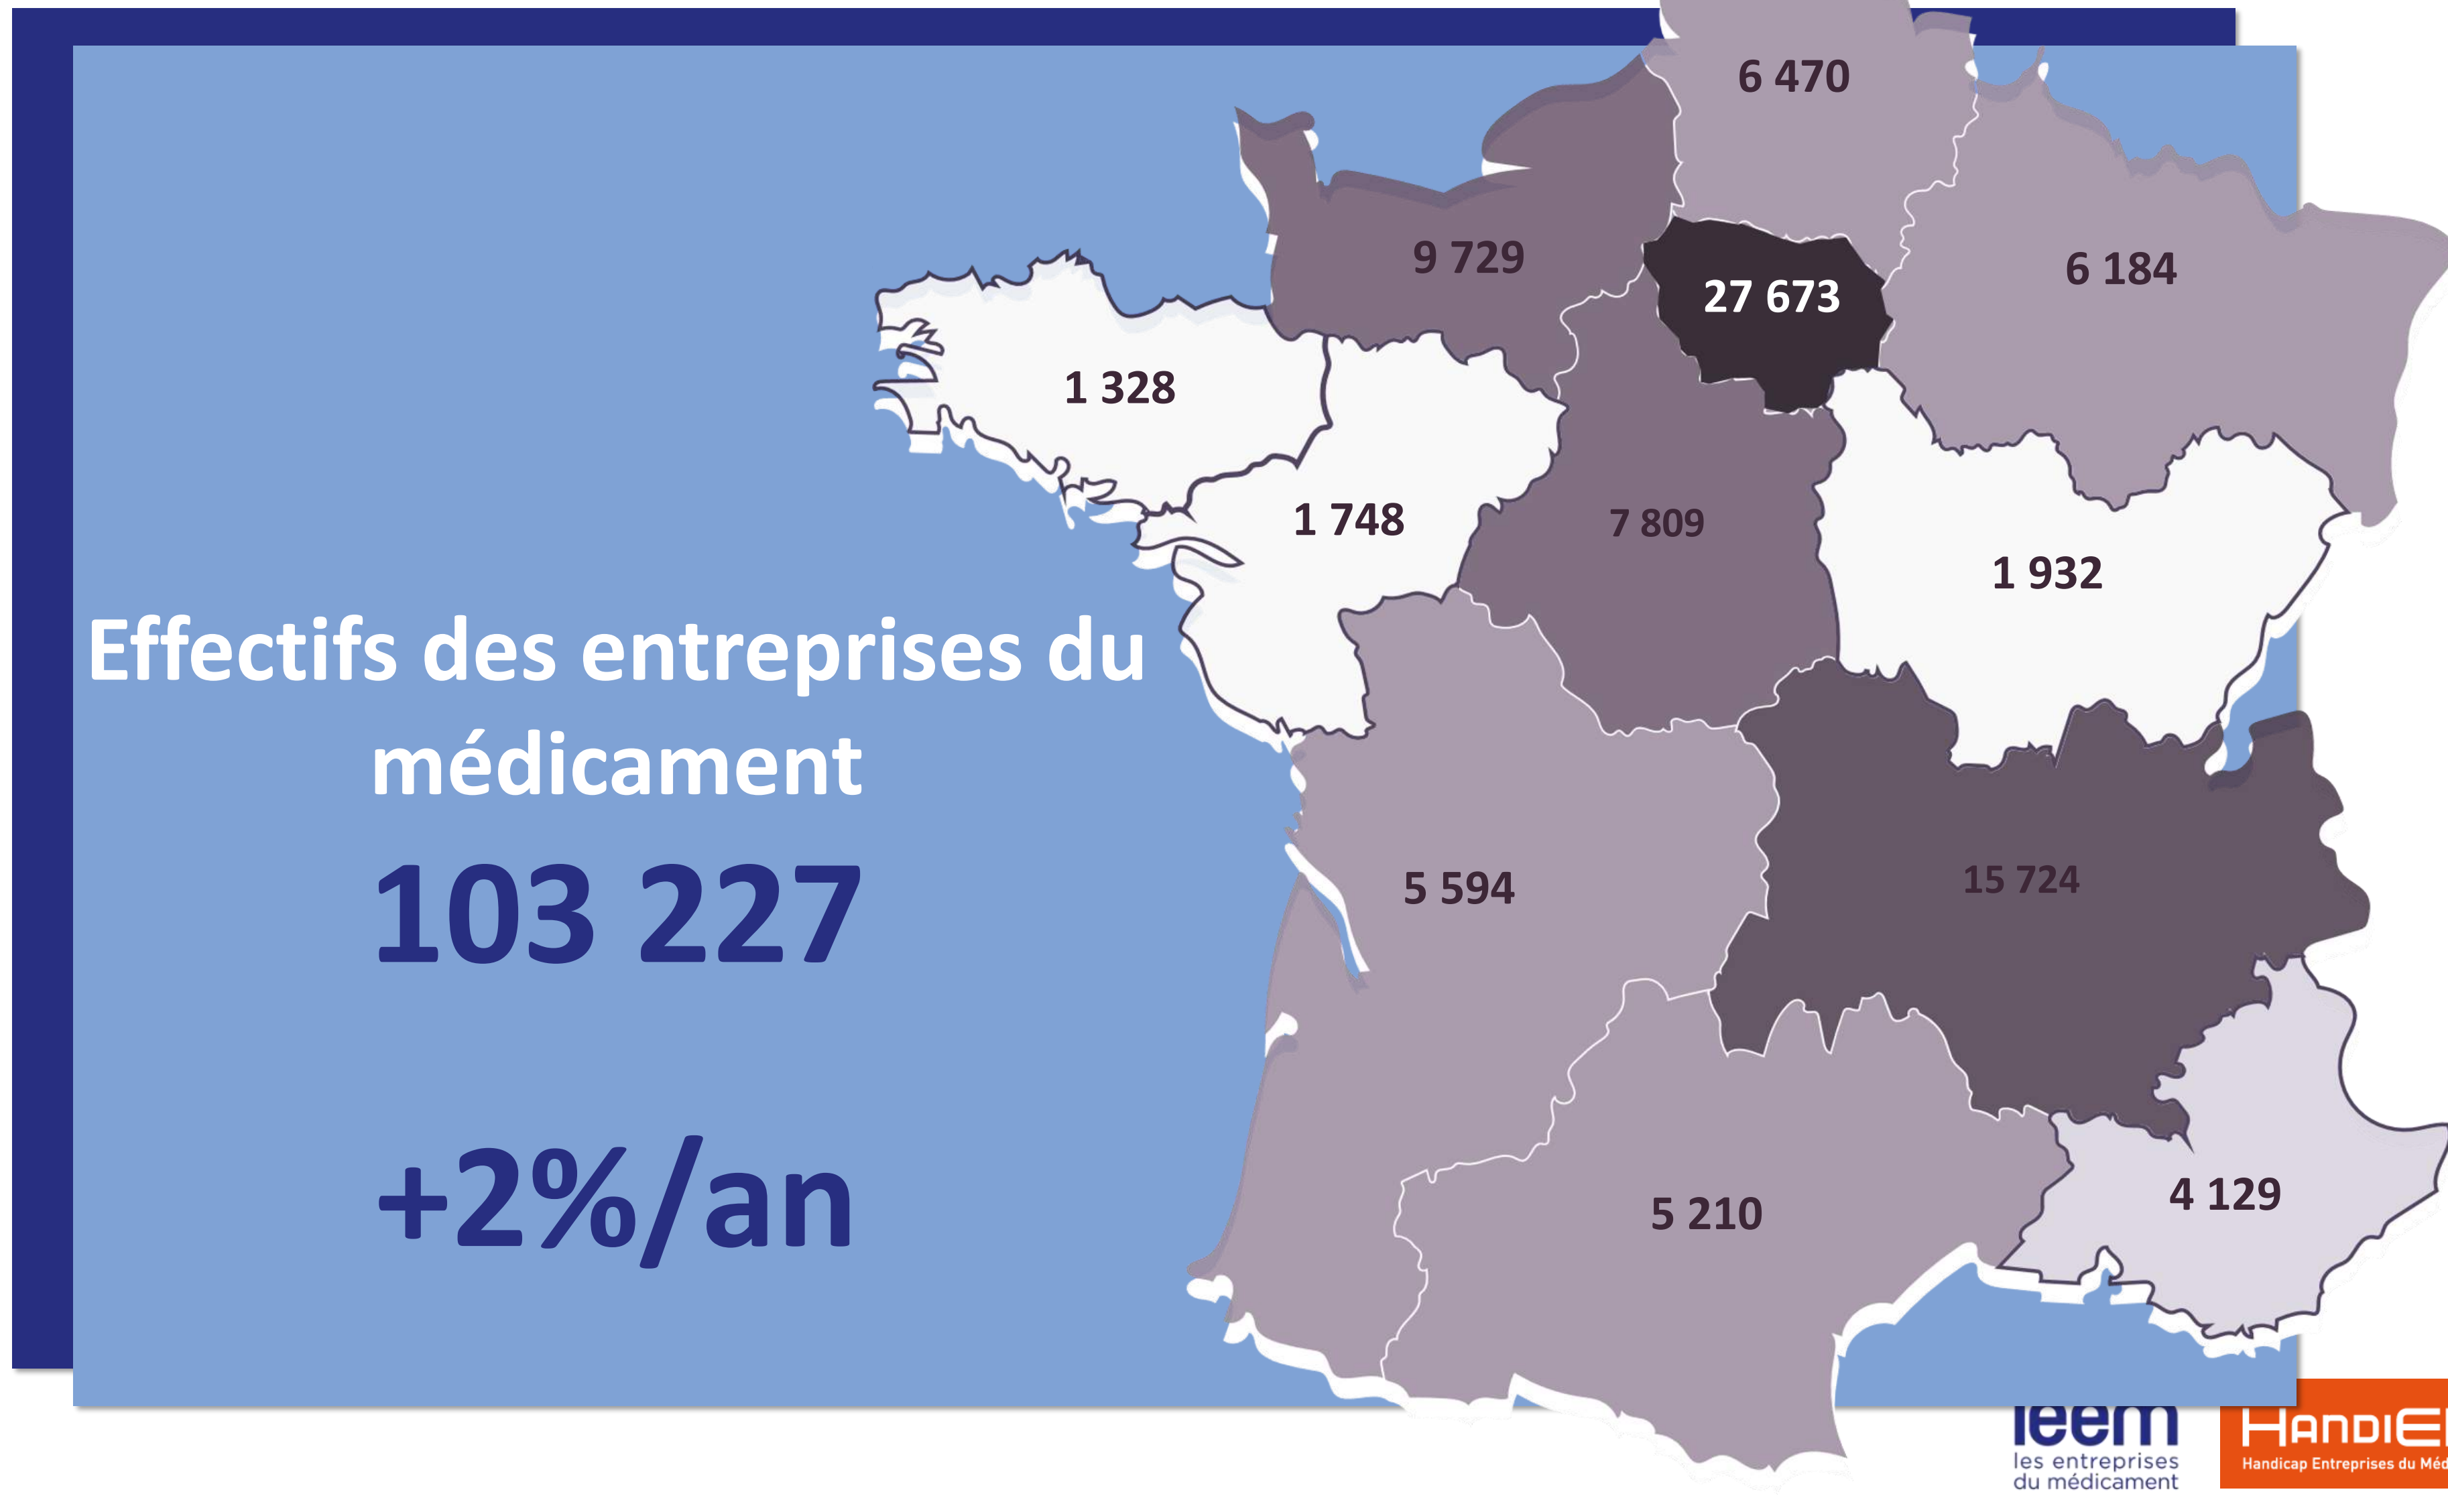 6 470
9 729
6 184
27 673
1 328
1 748
7 809
1 932
Effectifs des entreprises du
médicament
103 227
5 594
15 724
+2%/an
5 210
4 129
leem
les entreprises
du médicament
Handicap Entreprises du